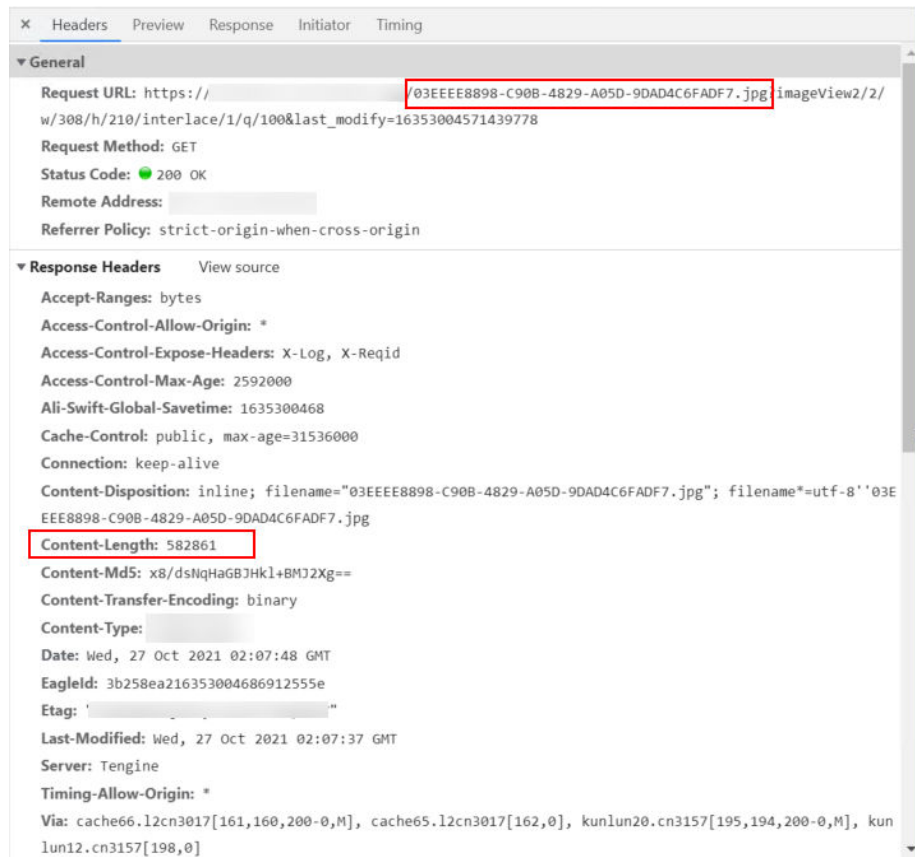 × Headers Preview Response Initiator Timing
▼ General
Request URL: https:// /03EEEE8898-C90B-4829-A05D-9DAD4C6FADF7.jpg?imageView2/2/
w/308/h/210/interlace/1/q/100&last_modify=16353004571439778
Request Method: GET
Status Code: 200 OK
Remote Address:
Referrer Policy: strict-origin-when-cross-origin
▼ Response Headers View source
Accept-Ranges: bytes
Access-Control-Allow-Origin: *
Access-Control-Expose-Headers: X-Log, X-Reqid
Access-Control-Max-Age: 2592000
Ali-Swift-Global-Savetime: 1635300468
Cache-Control: public, max-age=31536000
Connection: keep-alive
Content-Disposition: inline; filename="03EEEE8898-C90B-4829-A05D-9DAD4C6FADF7.jpg"; filename*=utf-8''03E
EEE8898-C90B-4829-A05D-9DAD4C6FADF7.jpg
Content-Length: 582861
Content-Md5: x8/dsNqHaGBJHkl+BMJ2Xg==
Content-Transfer-Encoding: binary
Content-Type:
Date: Wed, 27 Oct 2021 02:07:48 GMT
EagleId: 3b258ea216353004686912555e
Etag: " "
Last-Modified: Wed, 27 Oct 2021 02:07:37 GMT
Server: Tengine
Timing-Allow-Origin: *
Via: cache66.l2cn3017[161,160,200-0,M], cache65.l2cn3017[162,0], kunlun20.cn3157[195,194,200-0,M], kun
lun12.cn3157[198,0]